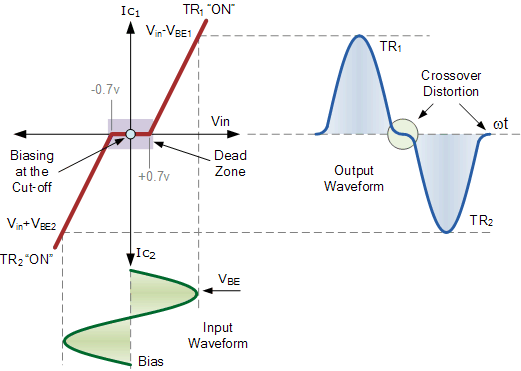 Ic1
TR1 “ON”
Vin-VBE1
TR1
-0.7v
Crossover
Distortion
Vin
ωt
Biasing
at the
Cut-off
Dead
Zone
+0.7v
Output
Waveform
Vin+VBE2
TR2
TR2 “ON”
Ic2
VBE
Input
Waveform
Bias